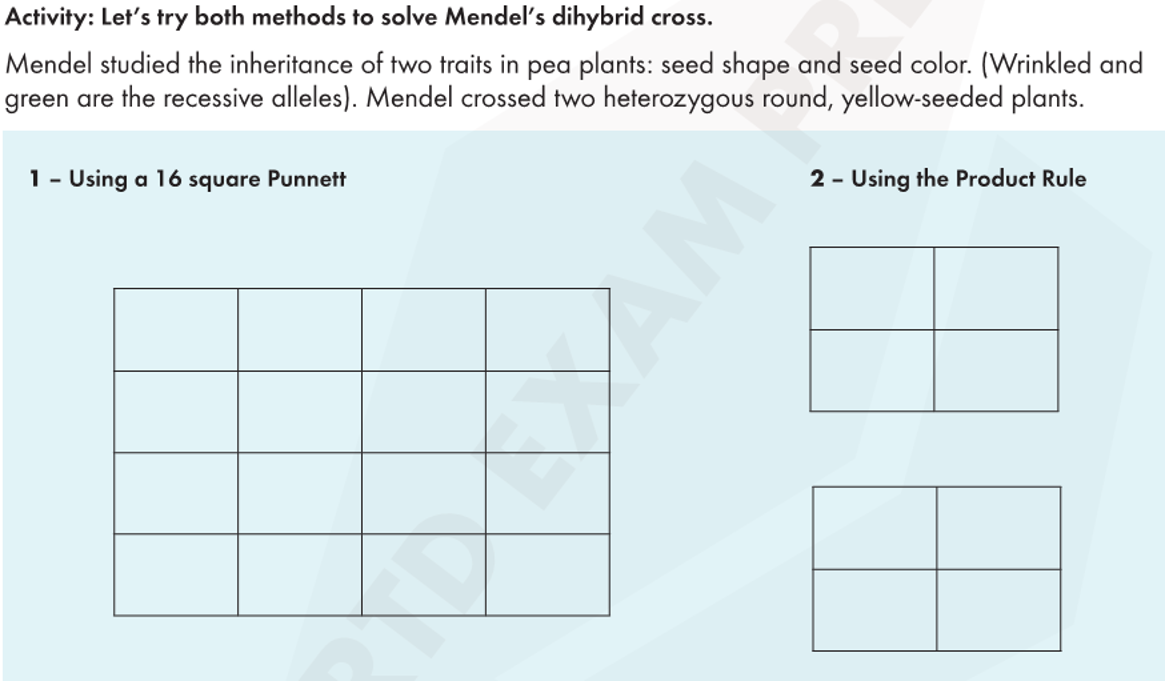 Activity: Let’s try both methods to solve Mendel’s dihybrid cross.
Mendel studied the inheritance of two traits in pea plants: seed shape and seed color. (Wrinkled and
green are the recessive alleles). Mendel crossed two heterozygous round, yellow-seeded plants.
1 – Using a 16 square Punnett
2 – Using the Product Rule
RTD EXAM PR